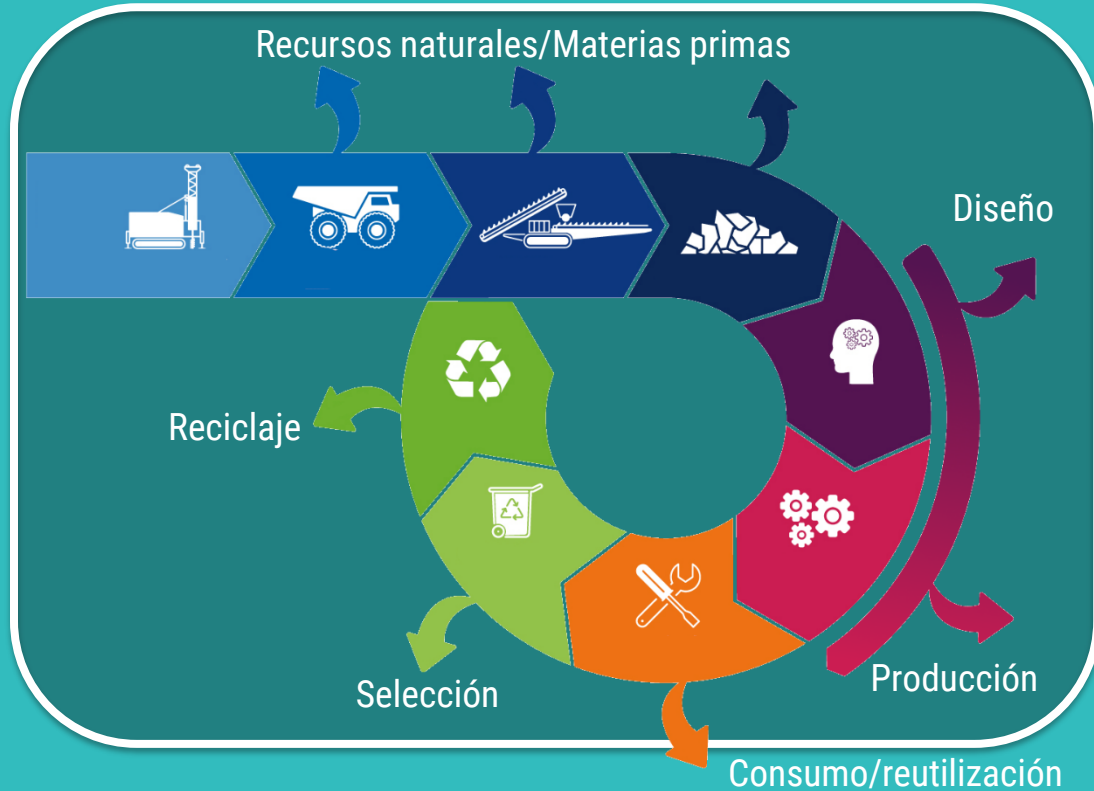 Recursos naturales/Materias primas
Diseño
Reciclaje
Selección
Producción
Consumo/reutilización